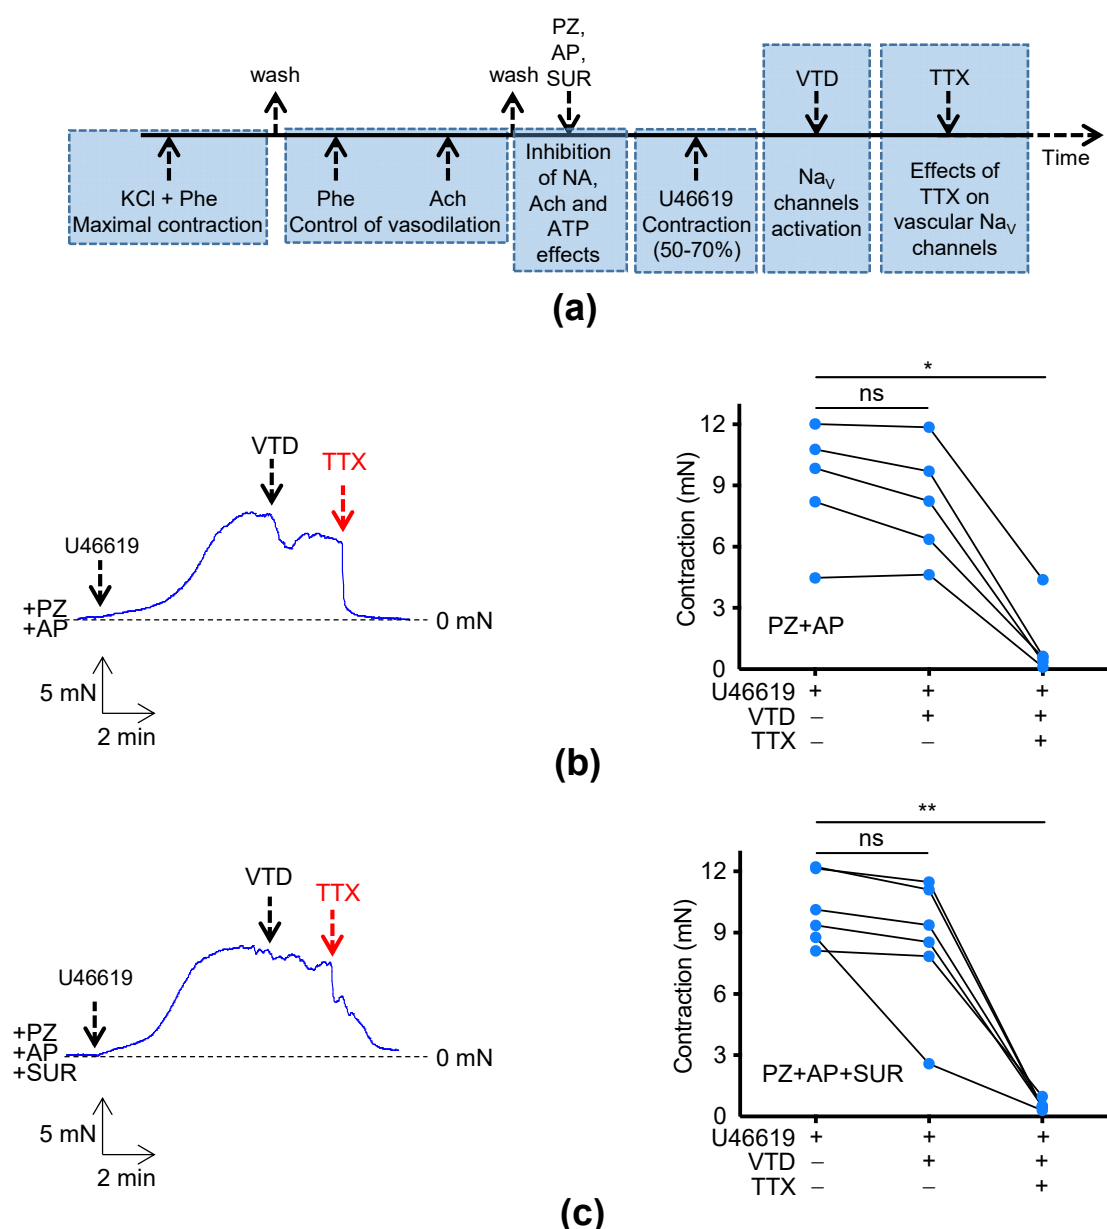 PZ,
AP,
SUR
wash
wash
VTD
TTX
Time
KCl + Phe
Maximal contraction
Phe
Ach
Control of vasodilation
Inhibition
of NA,
Ach and
ATP
effects
U46619
Contraction
(50-70%)
NaV
channels
activation
Effects of
TTX on
vascular NaV
channels
(a)
VTD
TTX
U46619
+PZ
+AP
0 mN
5 mN
2 min
*
ns
12
9
6
3
0
Contraction (mN)
PZ+AP
U46619 + + +
VTD – + +
TTX – – +
(b)
VTD
TTX
U46619
+PZ
+AP
+SUR
0 mN
5 mN
2 min
**
ns
12
9
6
3
0
Contraction (mN)
PZ+AP+SUR
U46619 + + +
VTD – + +
TTX – – +
(c)